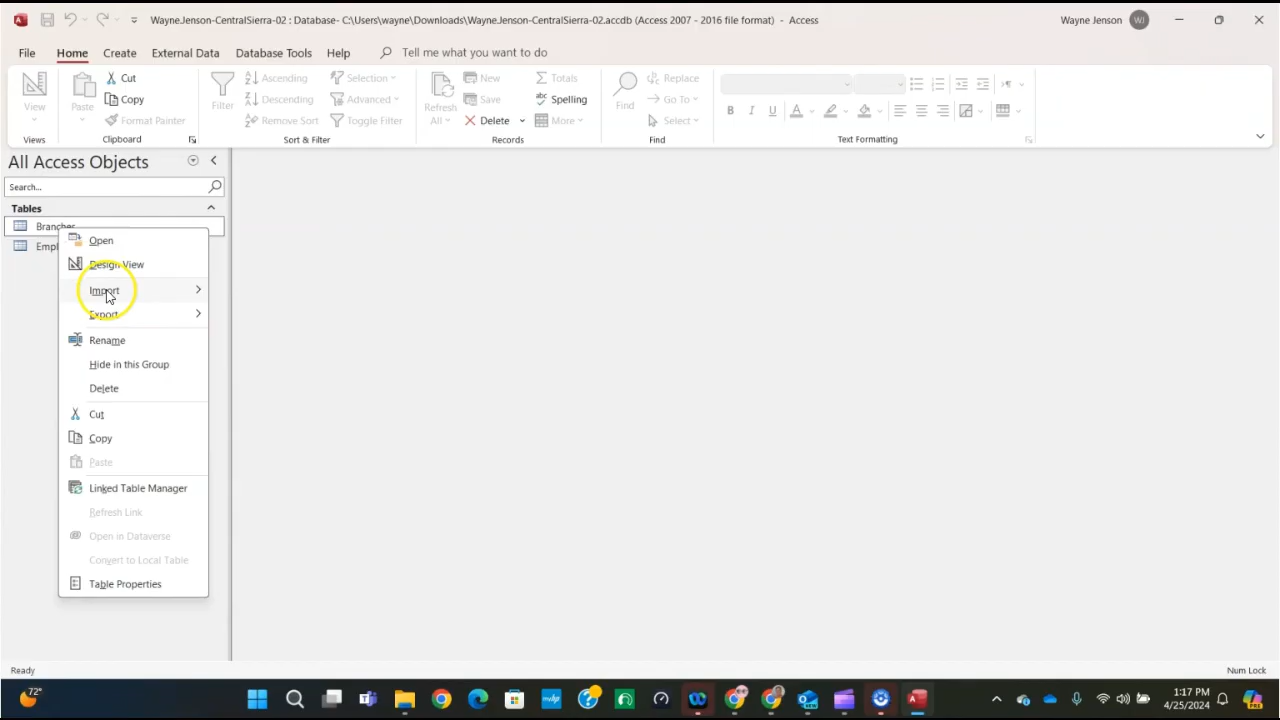 WayneJenson-CentralSierra-02 : Database- C:\Users\wayne\Downloads\WayneJenson-CentralSierra-02.accdb (Access 2007 - 2016 file format) - Access
Wayne Jenson WJ
File Home Create External Data Database Tools Help Tell me what you want to do
View
Views
Paste
Cut
Copy
Format Painter
Clipboard
Filter
Ascending
Descending
Remove Sort
Selection
Advanced
Toggle Filter
Sort & Filter
Refresh
All
New
Save
Delete
Totals
Spelling
More
Records
Find
Replace
Go To
Select
Find
B I U A
Text Formatting
All Access Objects
Search...
Tables
Branches
Empl
Open
Design View
Import
Export
Rename
Hide in this Group
Delete
Cut
Copy
Paste
Linked Table Manager
Refresh Link
Open in Dataverse
Convert to Local Table
Table Properties
Ready
Num Lock
72°
1:17 PM
4/25/2024